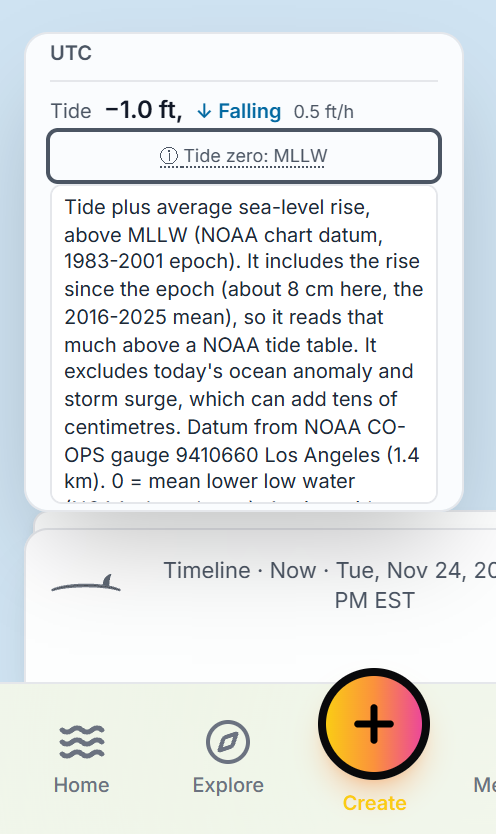 UTC
Tide −1.0 ft, ↓ Falling 0.5 ft/h
ⓘ Tide zero: MLLW
Tide plus average sea-level rise,
above MLLW (NOAA chart datum,
1983-2001 epoch). It includes the rise
since the epoch (about 8 cm here, the
2016-2025 mean), so it reads that
much above a NOAA tide table. It
excludes today's ocean anomaly and
storm surge, which can add tens of
centimetres. Datum from NOAA CO-
OPS gauge 9410660 Los Angeles (1.4
km). 0 = mean lower low water
Timeline · Now · Tue, Nov 24, 20
PM EST
Home
Explore
Create
Me